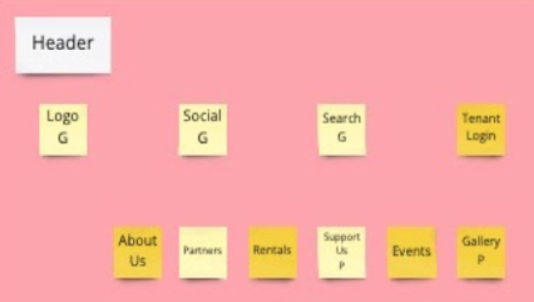 Header
Logo
G
Social
G
Search
G
Tenant
Login
About
Us
Partners
Rentals
Support
Us
P
Events
Gallery
P